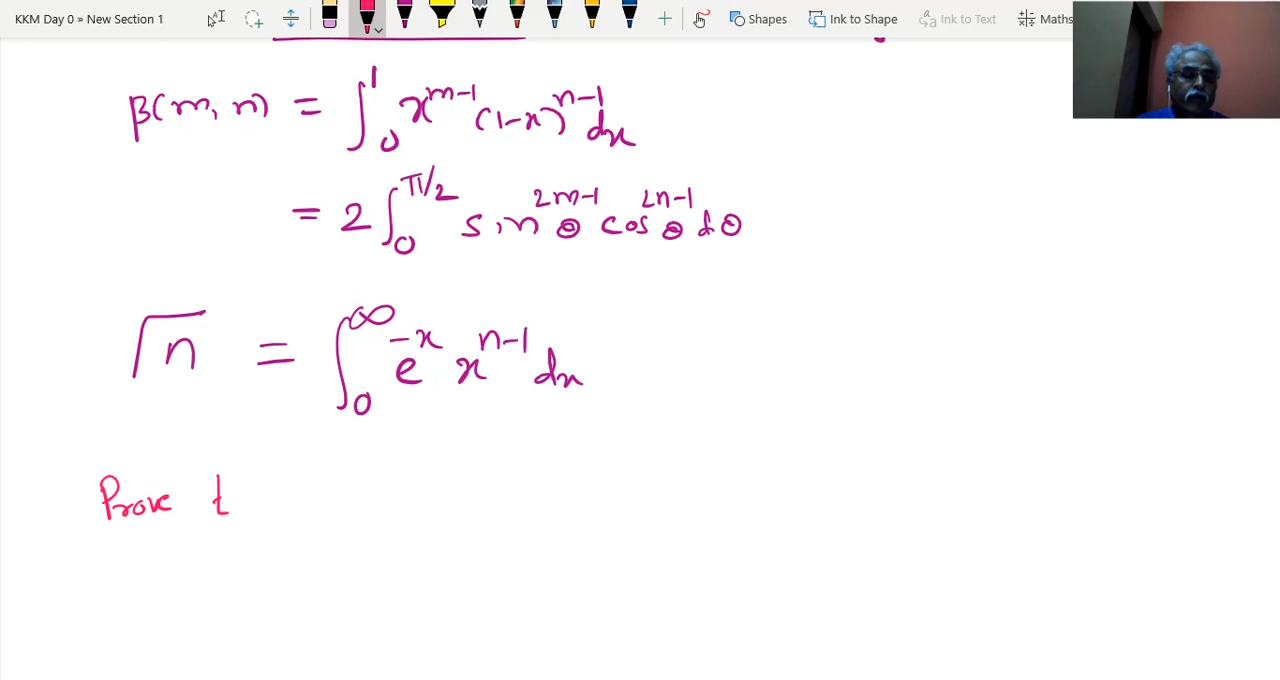 KKM Day 0 » New Section 1
Shapes
Ink to Shape
Ink to Text
Maths
β(m, n) = ∫₀¹ x^{m-1} (1-x)^{n-1} dx
= 2 ∫₀^{π/2} sin^{2m-1} θ cos^{2n-1} θ dθ
Γn = ∫₀^∞ e^{-x} x^{n-1} dx
Prove t